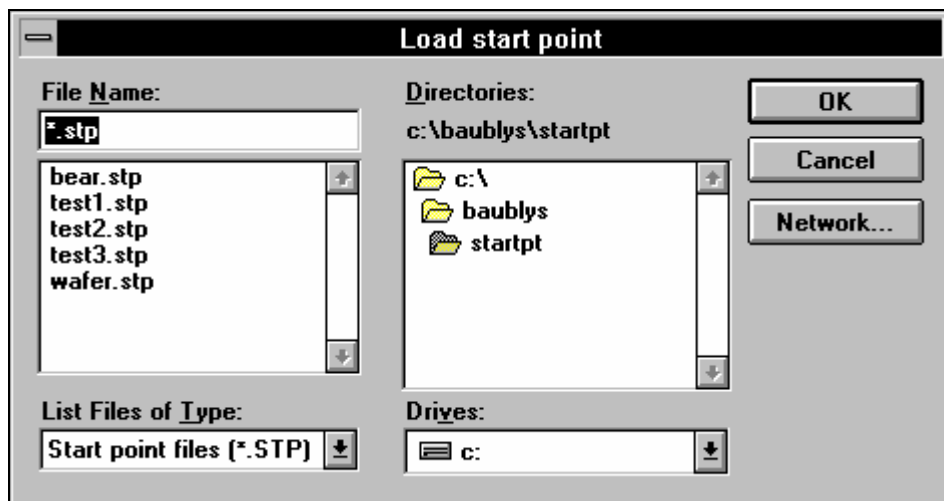 Load start point
File Name:
*.stp
bear.stp
test1.stp
test2.stp
test3.stp
wafer.stp
List Files of Type:
Start point files (*.STP)
Directories:
c:\baublys\startpt
c:\
baublys
startpt
Drives:
c:
OK
Cancel
Network...